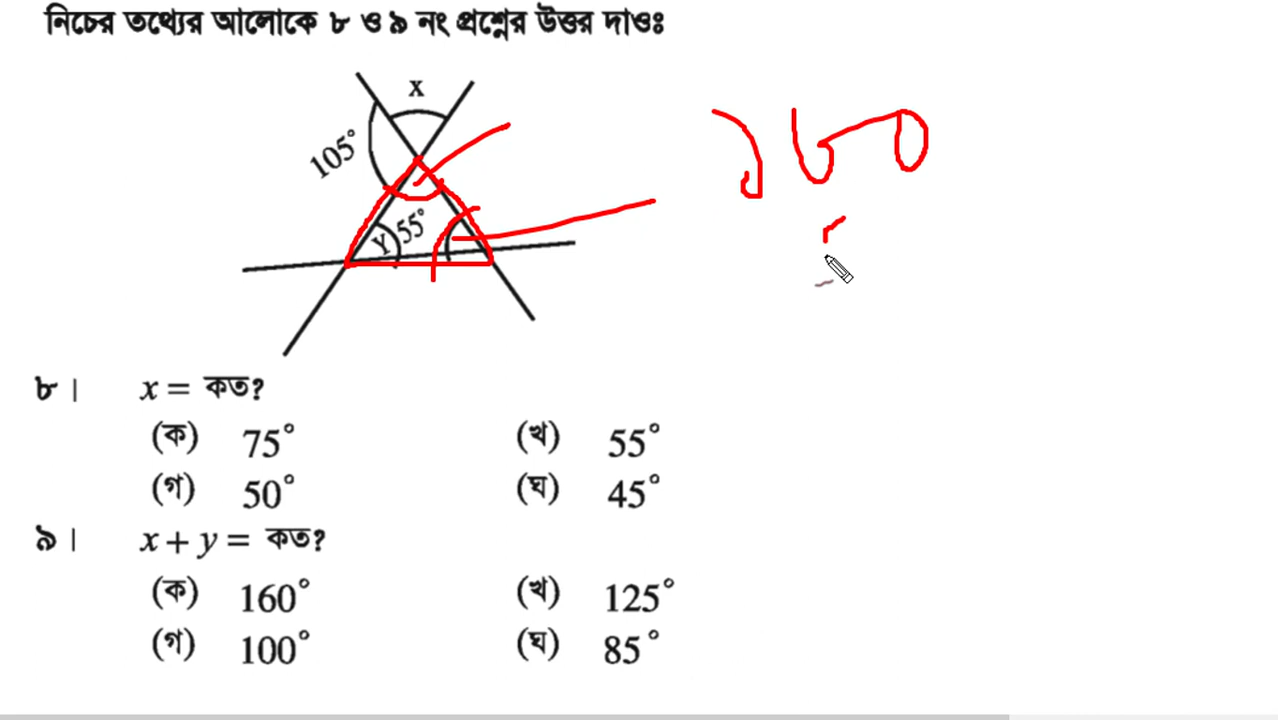 নিচের তথ্যের আলোকে ৮ ও ৯ নং প্রশ্নের উত্তর দাওঃ
x
105°
১৮০
Y 55°
৮। x = কত?
(ক) 75° (খ) 55°
(গ) 50° (ঘ) 45°
৯। x + y = কত?
(ক) 160° (খ) 125°
(গ) 100° (ঘ) 85°